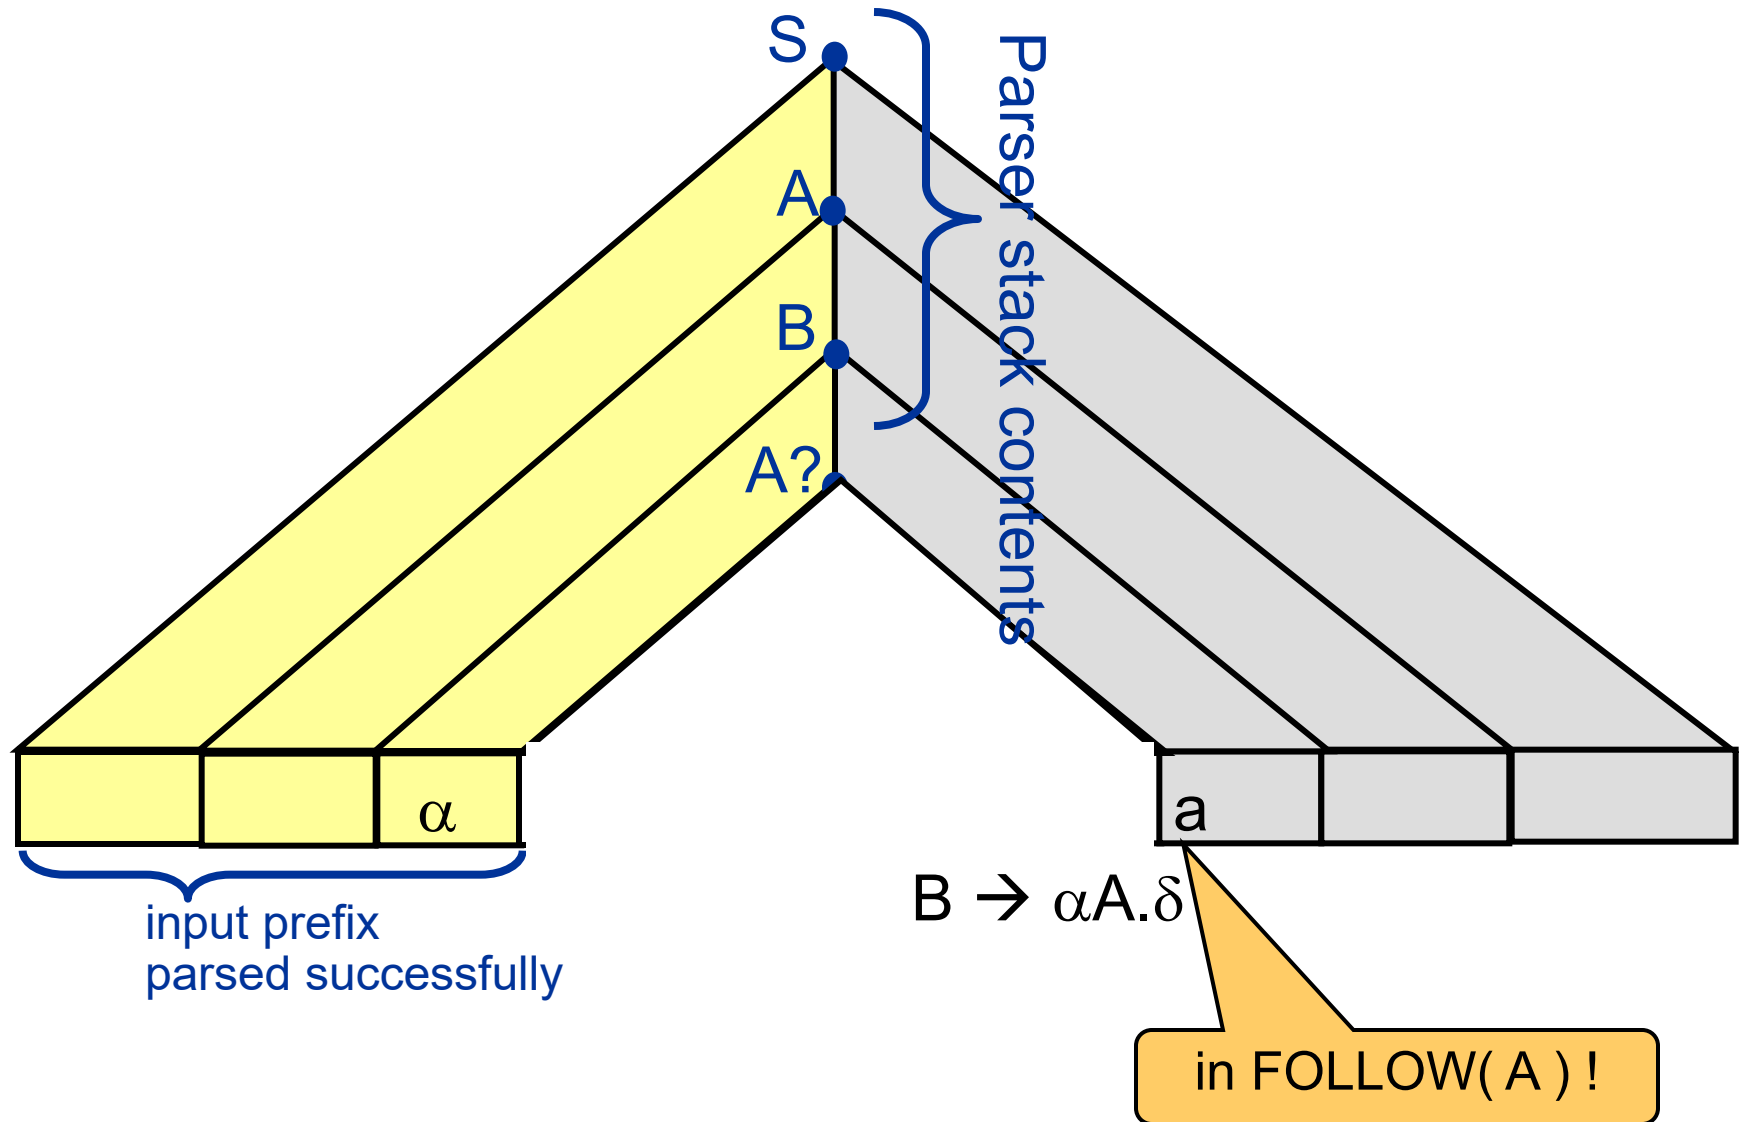 S
A
B
A?
Parser stack contents
α
a
input prefix
parsed successfully
B → αA.δ
in FOLLOW( A ) !